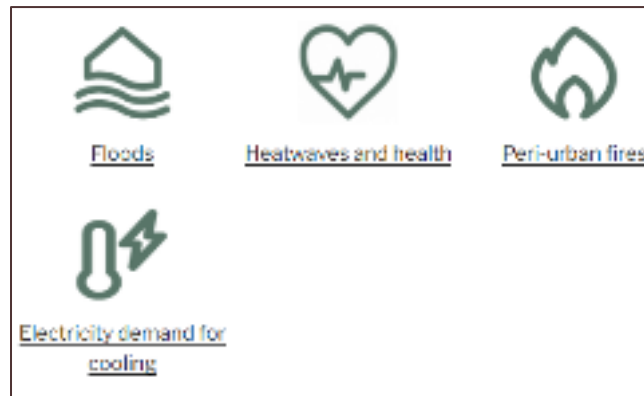 Floods
Heatwaves and health
Peri-urban fires
Electricity demand for
cooling